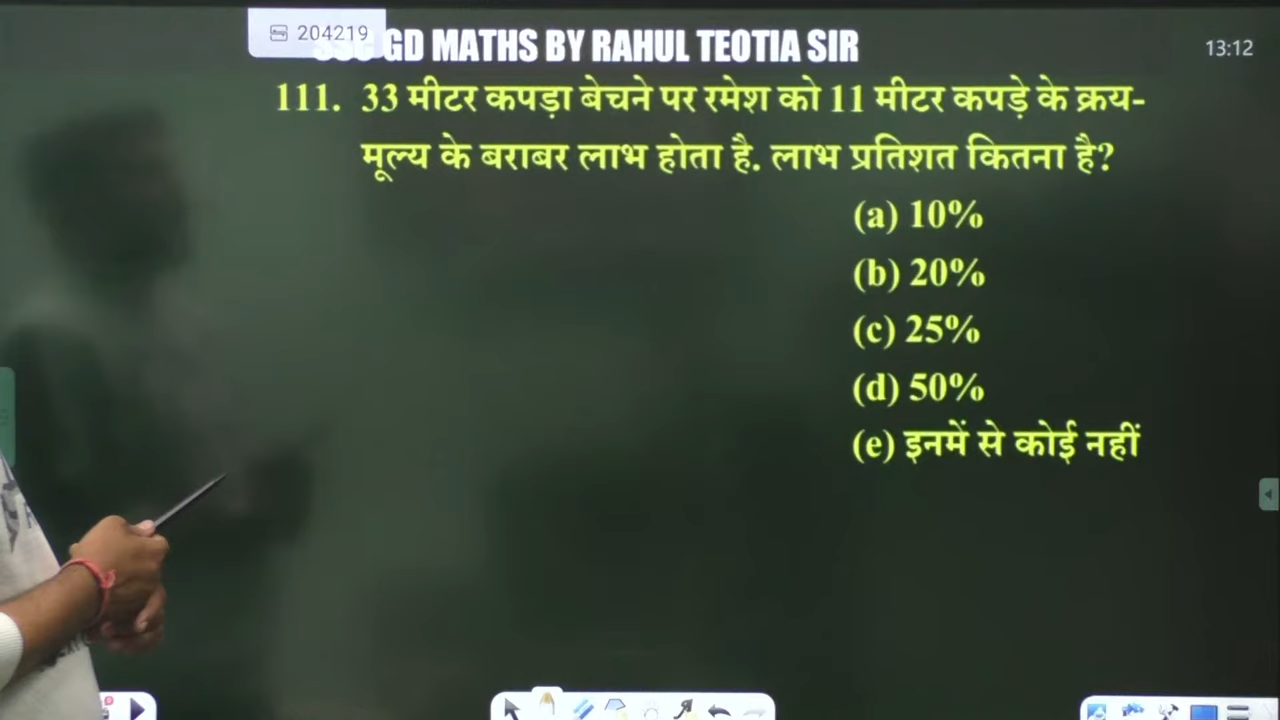 204219
GD MATHS BY RAHUL TEOTIA SIR
13:12
111. 33 मीटर कपड़ा बेचने पर रमेश को 11 मीटर कपड़े के क्रय-
मूल्य के बराबर लाभ होता है. लाभ प्रतिशत कितना है?
(a) 10%
(b) 20%
(c) 25%
(d) 50%
(e) इनमें से कोई नहीं